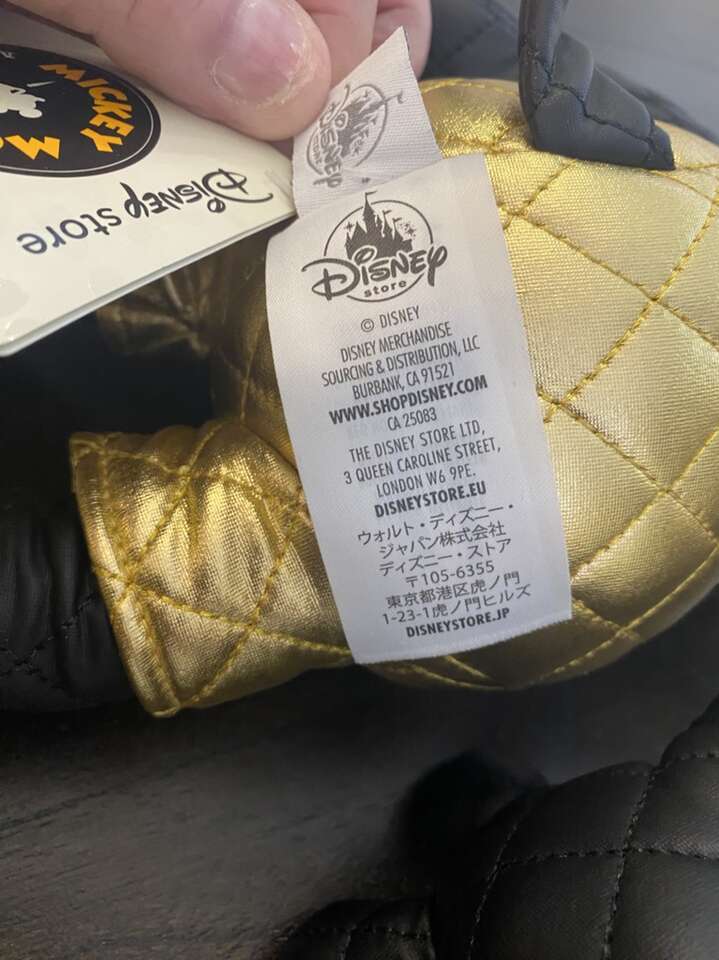 MICKEY
M
Disney store
Disney
store
© DISNEY
DISNEY MERCHANDISE
SOURCING & DISTRIBUTION, LLC
BURBANK, CA 91521
WWW.SHOPDISNEY.COM
CA 25083
THE DISNEY STORE LTD,
3 QUEEN CAROLINE STREET,
LONDON W6 9PE.
DISNEYSTORE.EU
ウォルト・ディズニー・
ジャパン株式会社
ディズニー・ストア
〒105-6355
東京都港区虎ノ門
1-23-1虎ノ門ヒルズ
DISNEYSTORE.JP